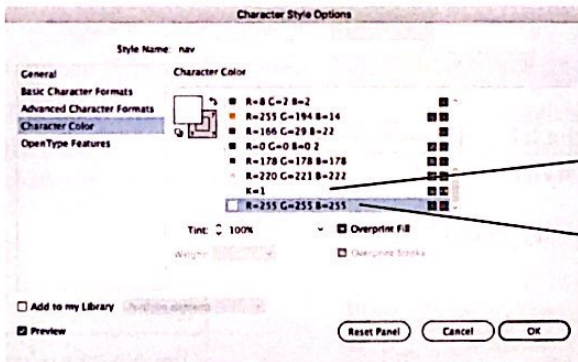 Character Style Options
Style Name: nav
General
Basic Character Formats
Advanced Character Formats
Character Color
OpenType Features
Character Color
R=8 G=2 B=2
R=255 G=194 B=14
R=166 G=29 B=22
R=0 G=0 B=0 2
R=178 G=178 B=178
R=220 G=221 B=222
K=1
R=255 G=255 B=255
Tint: 100%
Overprint Fill
Weight:
Overprint Stroke
Add to my Library
Preview
Reset Panel
Cancel
OK